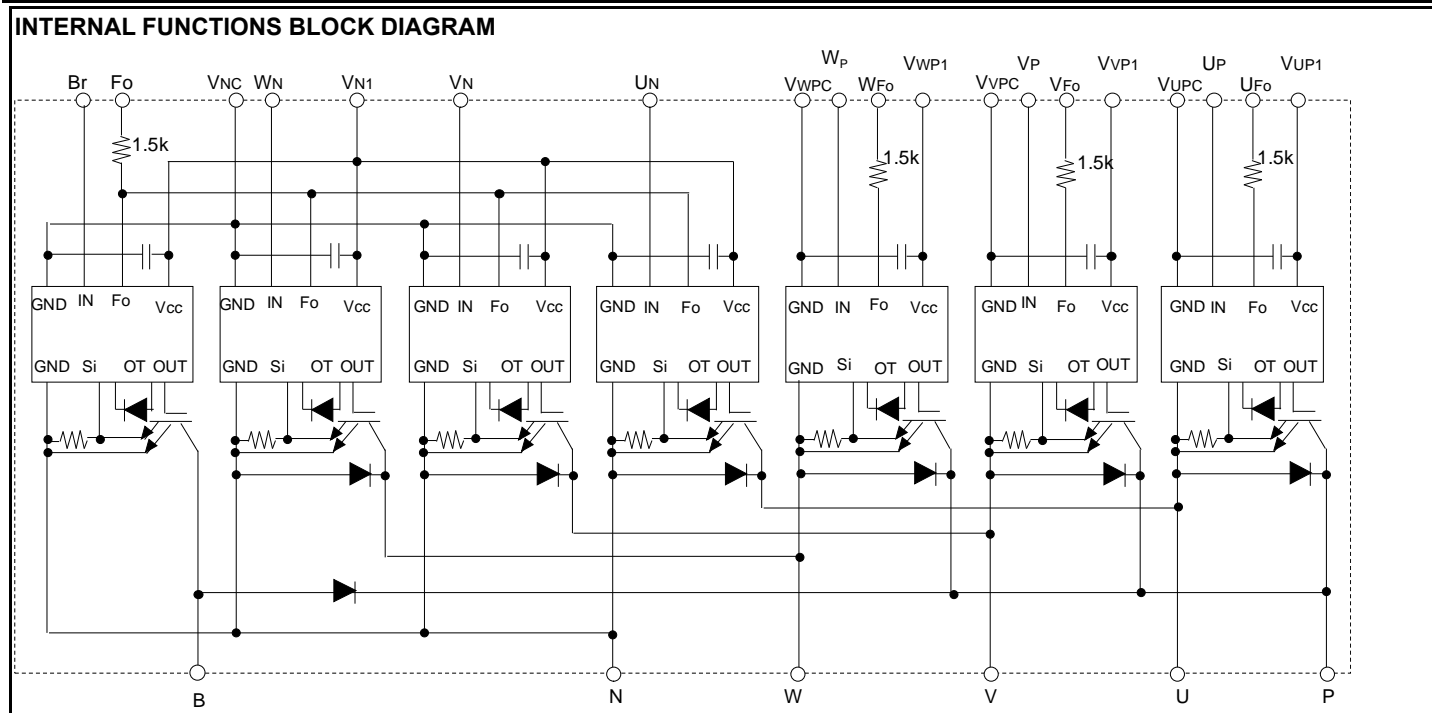 INTERNAL FUNCTIONS BLOCK DIAGRAM
Br Fo VNC WN VN1 VN UN VWPC WP WFo VWP1 VVPC VP VFo VVP1 VUPC UP UFo VUP1
1.5k 1.5k 1.5k 1.5k
GND IN Fo Vcc GND IN Fo Vcc GND IN Fo Vcc GND IN Fo Vcc GND IN Fo Vcc GND IN Fo Vcc GND IN Fo Vcc
GND Si OT OUT GND Si OT OUT GND Si OT OUT GND Si OT OUT GND Si OT OUT GND Si OT OUT GND Si OT OUT
B N W V U P